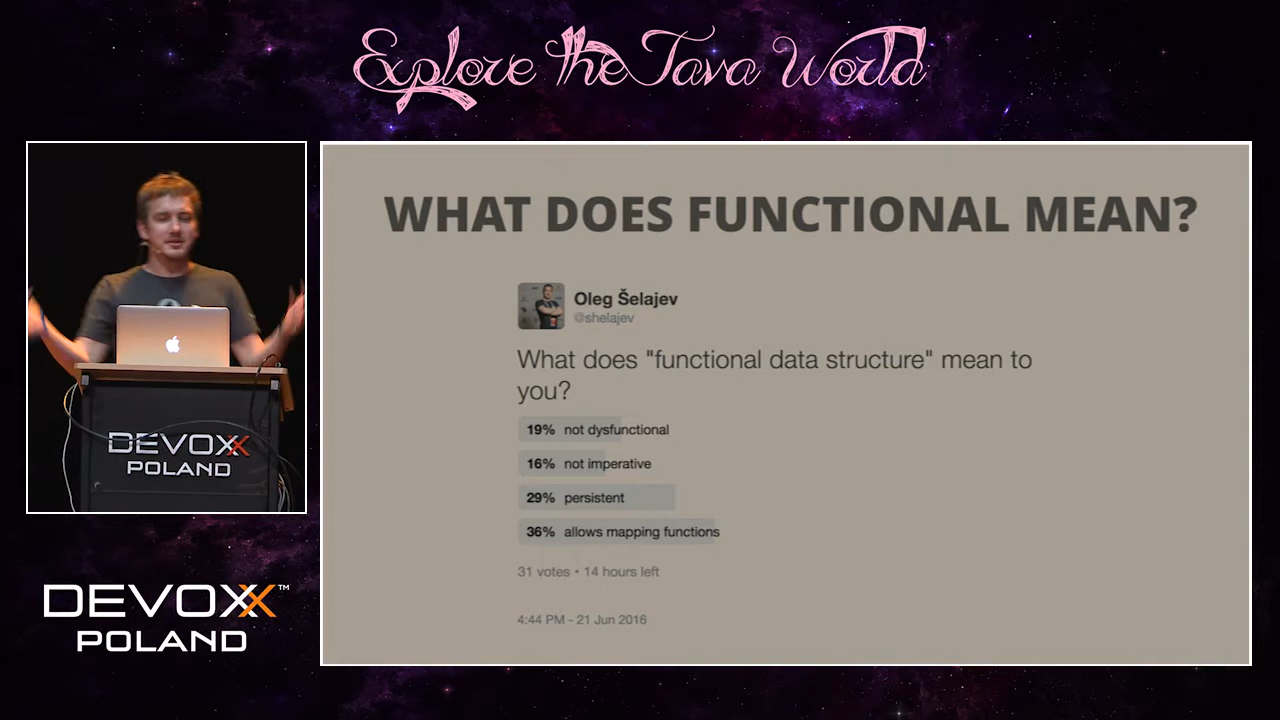 Explore the Java World
WHAT DOES FUNCTIONAL MEAN?
Oleg Šelajev
@shelajev
What does "functional data structure" mean to
you?
19% not dysfunctional
16% not imperative
29% persistent
36% allows mapping functions
31 votes • 14 hours left
4:44 PM - 21 Jun 2016
DEVOXX
POLAND
DEVOXX™
POLAND